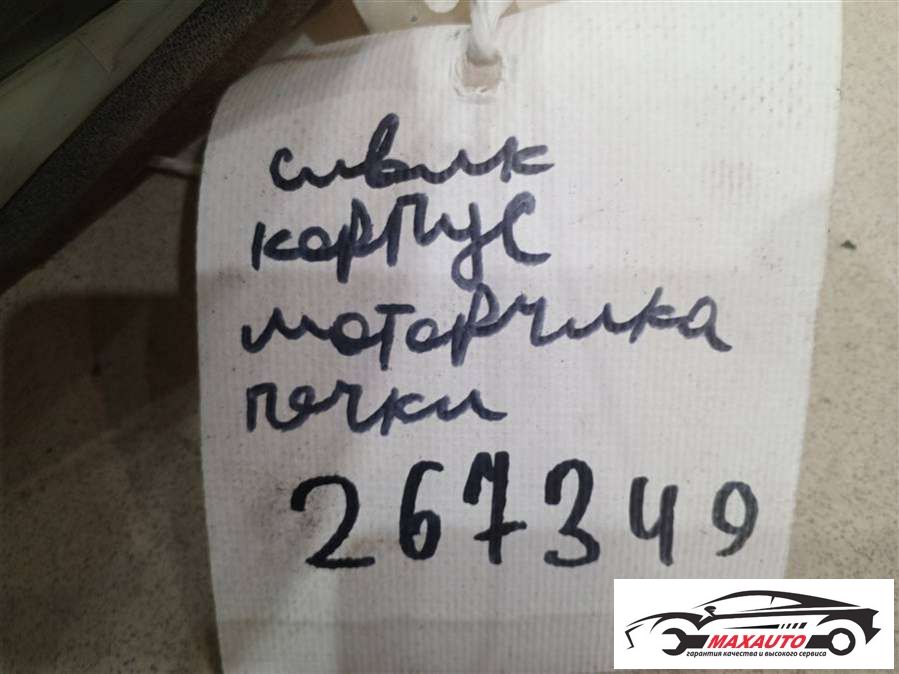 сивик
корпус
моторчика
печки
267349
MAXAUTO
гарантия качества и высокого сервиса